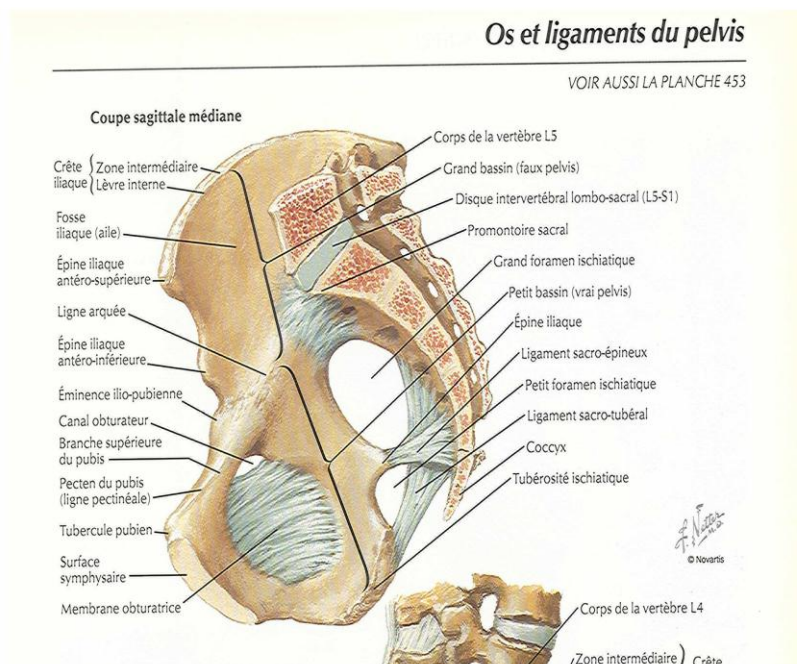 Os et ligaments du pelvis
VOIR AUSSI LA PLANCHE 453
Coupe sagittale médiane
Crête iliaque
Zone intermédiaire
Lèvre interne
Fosse
iliaque (aile)
Épine iliaque
antéro-supérieure
Ligne arquée
Épine iliaque
antéro-inférieure
Éminence ilio-pubienne
Canal obturateur
Branche supérieure
du pubis
Pecten du pubis
(ligne pectinéale)
Tubercule pubien
Surface
symphysaire
Membrane obturatrice
Corps de la vertèbre L5
Grand bassin (faux pelvis)
Disque intervertébral lombo-sacral (L5-S1)
Promontoire sacral
Grand foramen ischiatique
Petit bassin (vrai pelvis)
Épine iliaque
Ligament sacro-épineux
Petit foramen ischiatique
Ligament sacro-tubéral
Coccyx
Tubérosité ischiatique
F. Netter
M.D.
© Novartis
Corps de la vertèbre L4
Zone intermédiaire
Crête